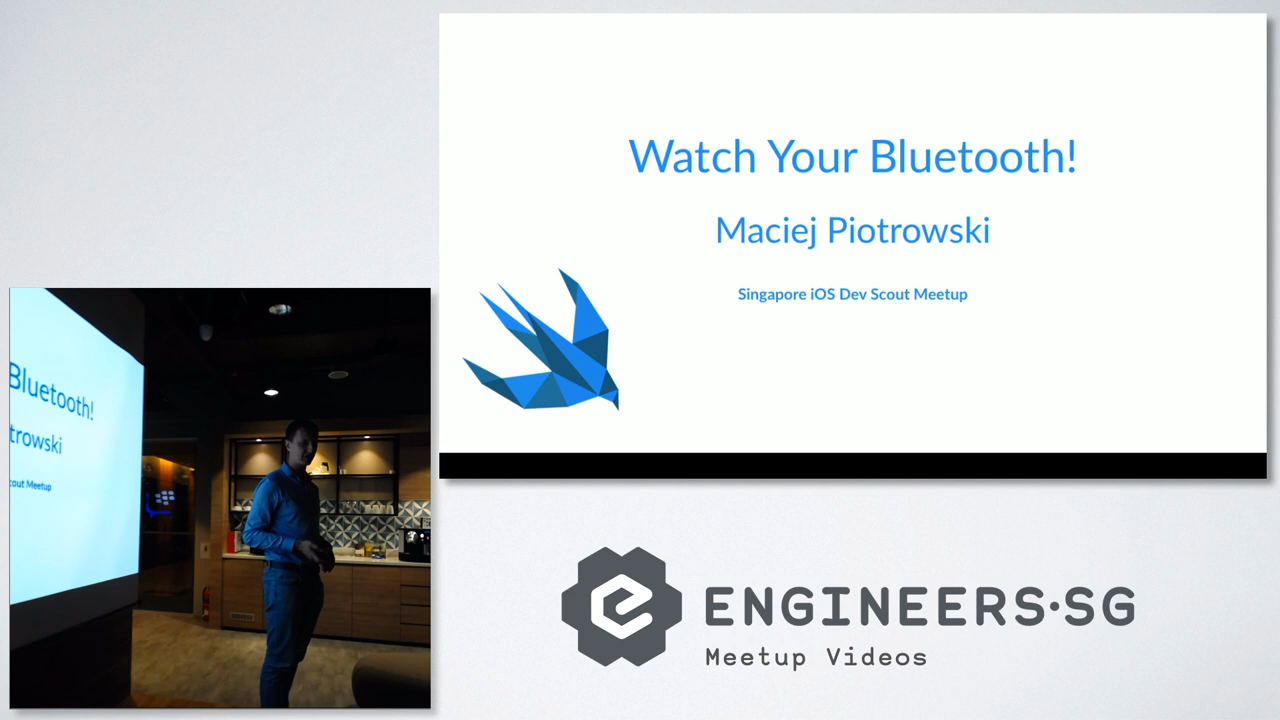 Watch Your Bluetooth!
Maciej Piotrowski
Singapore iOS Dev Scout Meetup
Bluetooth!
trowski
cout Meetup
ENGINEERS·SG
Meetup Videos